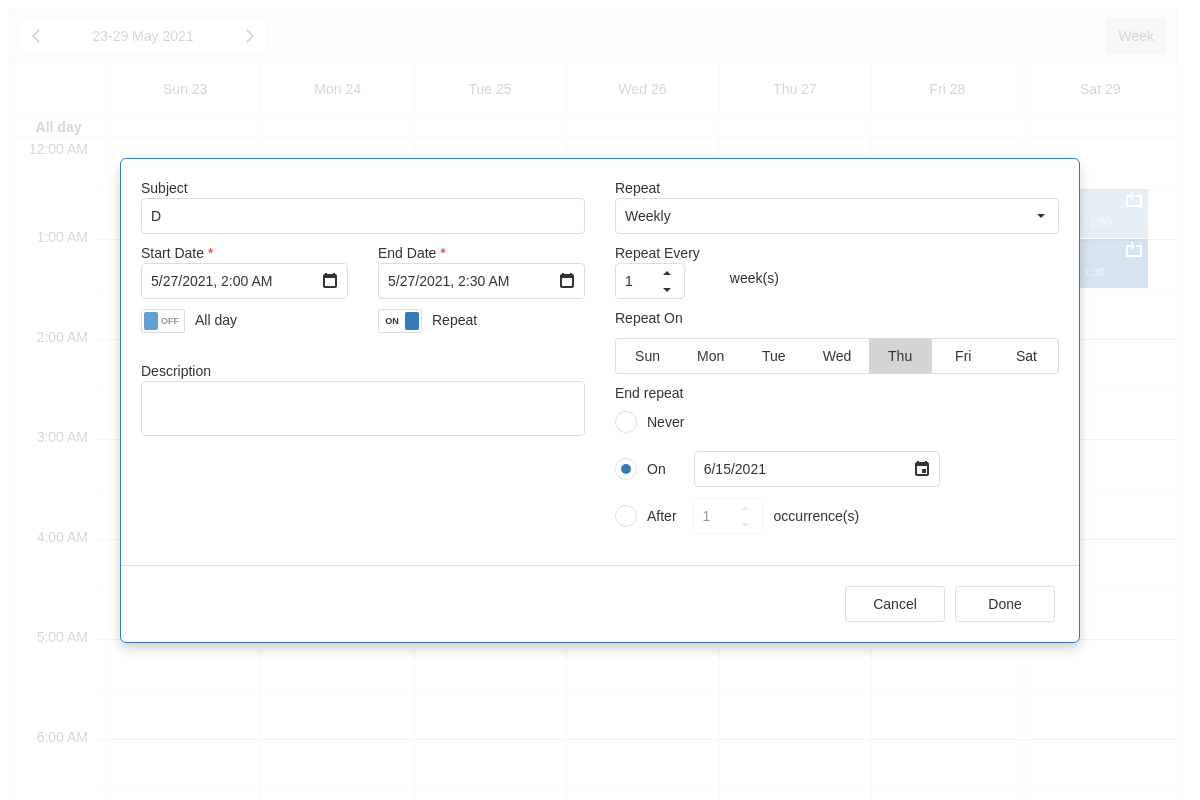 23-29 May 2021
Week
Sun 23 Mon 24 Tue 25 Wed 26 Thu 27 Fri 28 Sat 29
All day
12:00 AM
1:00 AM
2:00 AM
3:00 AM
4:00 AM
5:00 AM
6:00 AM
- 1:00
1:30
Subject
D
Start Date *
End Date *
5/27/2021, 2:00 AM
5/27/2021, 2:30 AM
OFF All day
ON Repeat
Description
Repeat
Weekly
Repeat Every
1 week(s)
Repeat On
Sun Mon Tue Wed Thu Fri Sat
End repeat
Never
On 6/15/2021
After 1 occurrence(s)
Cancel
Done